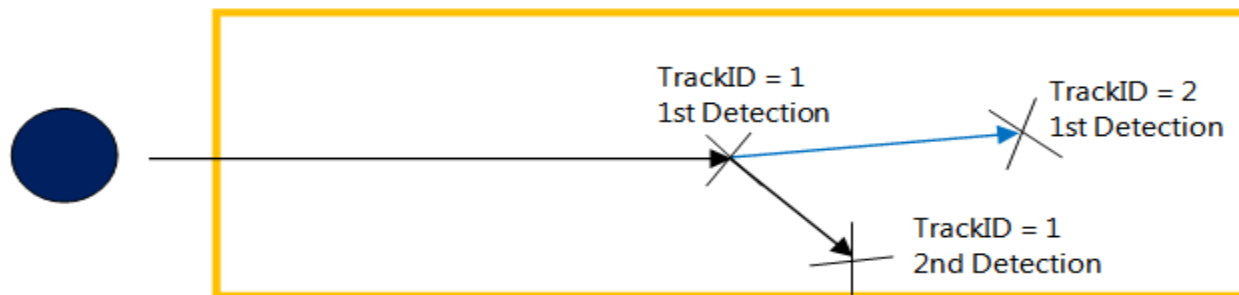 TrackID = 1
1st Detection
TrackID = 2
1st Detection
TrackID = 1
2nd Detection